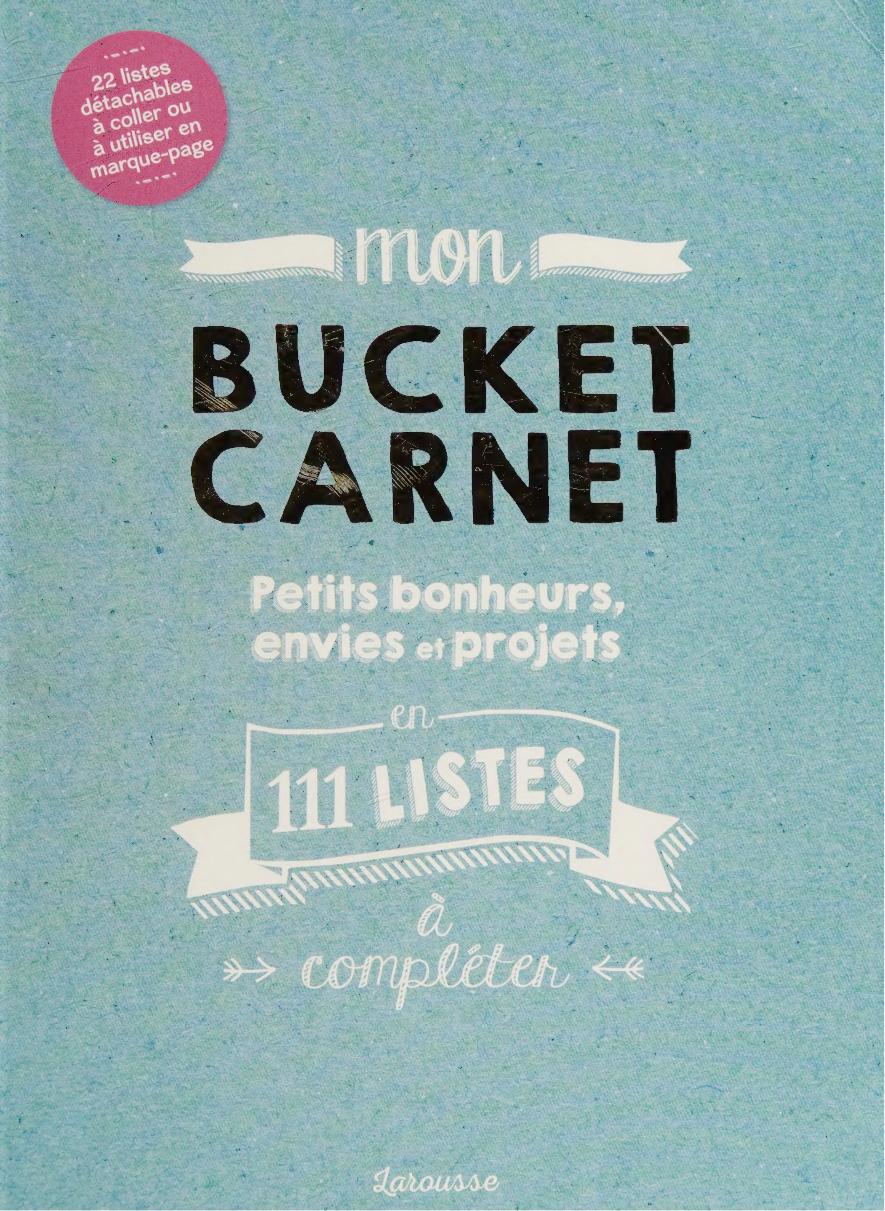 22 listes
détachables
à coller ou
à utiliser en
marque-page
mon
BUCKET
CARNET
Petits bonheurs,
envies et projets
en
111 LISTES
à
compléter
Larousse